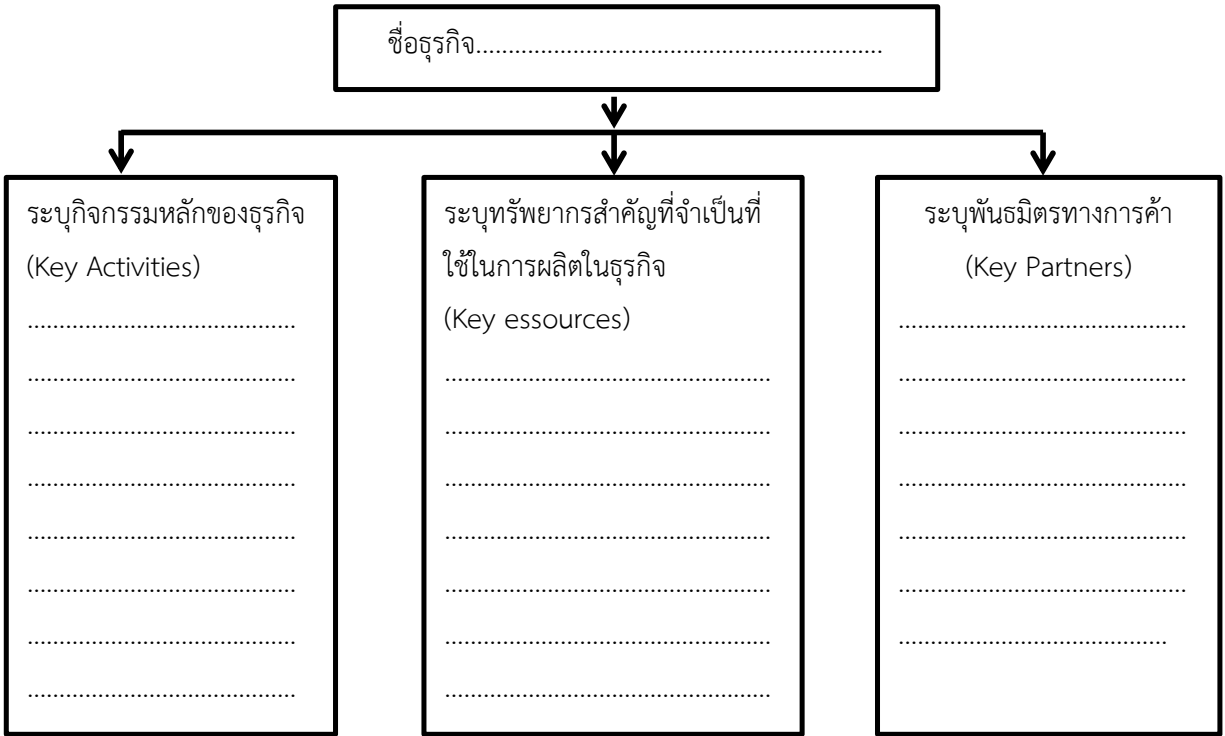 ชื่อธุรกิจ...............................................................
ระบุกิจกรรมหลักของธุรกิจ
(Key Activities)
..........................................
..........................................
..........................................
..........................................
..........................................
..........................................
..........................................
..........................................
ระบุทรัพยากรสำคัญที่จำเป็นที่
ใช้ในการผลิตในธุรกิจ
(Key essources)
...................................................
...................................................
...................................................
...................................................
...................................................
...................................................
...................................................
ระบุพันธมิตรทางการค้า
(Key Partners)
.............................................
.............................................
.............................................
.............................................
.............................................
.............................................
..........................................